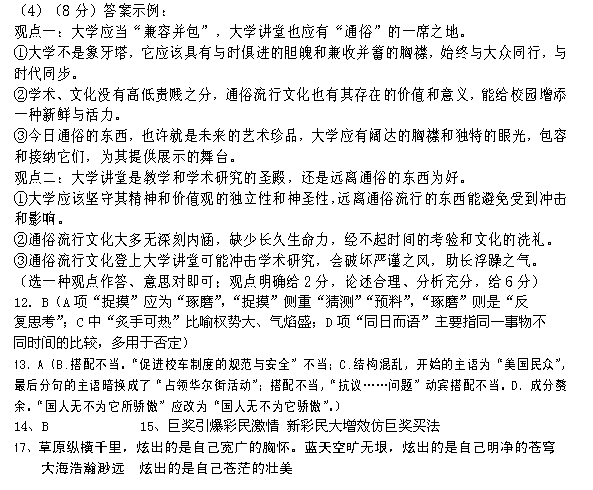 （4）（8 分）答案示例：
观点一：大学应当“兼容并包”，大学讲堂也应有“通俗”的一席之地。
①大学不是象牙塔，它应该具有与时俱进的胆魄和兼收并蓄的胸襟，始终与大众同行，与
时代同步。
②学术、文化没有高低贵贱之分，通俗流行文化也有其存在的价值和意义，能给校园增添
一种新鲜与活力。
③今日通俗的东西，也许就是未来的艺术珍品，大学应有阔达的胸襟和独特的眼光，包容
和接纳它们，为其提供展示的舞台。
观点二：大学讲堂是教学和学术研究的圣殿，还是远离通俗的东西为好。
①大学应该坚守其精神和价值观的独立性和神圣性，远离通俗流行的东西能避免受到冲击
和影响。
②通俗流行文化大多无深刻内涵，缺少长久生命力，经不起时间的考验和文化的洗礼。
③通俗流行文化登上大学讲堂可能冲击学术研究，会破坏严谨之风，助长浮躁之气。
（选一种观点作答、意思对即可；观点明确给 2 分，论述合理、分析充分，给 6 分）
12. B（A 项“捉摸”应为“琢磨”，“捉摸”侧重“猜测”“预料”，“琢磨”则是“反
复思考”；C 中“炙手可热”比喻权势大、气焰盛；D 项“同日而语”主要指同一事物不
同时间的比较，多用于否定）
13. A（B.搭配不当。“促进校车制度的规范与安全”不当；C.结构混乱，开始的主语为“美国民众”，
最后分句的主语暗换成了“占领华尔街活动”；搭配不当，“抗议……问题”动宾搭配不当。D. 成分赘
余。“国人无不为它所骄傲”应改为“国人无不为它骄傲”。）
14、B 15、巨奖引爆彩民激情 新彩民大增效仿巨奖买法
17、草原纵横千里，炫出的是自己宽广的胸怀。蓝天空旷无垠，炫出的是自己明净的苍穹
大海浩瀚渺远 炫出的是自己苍茫的壮美